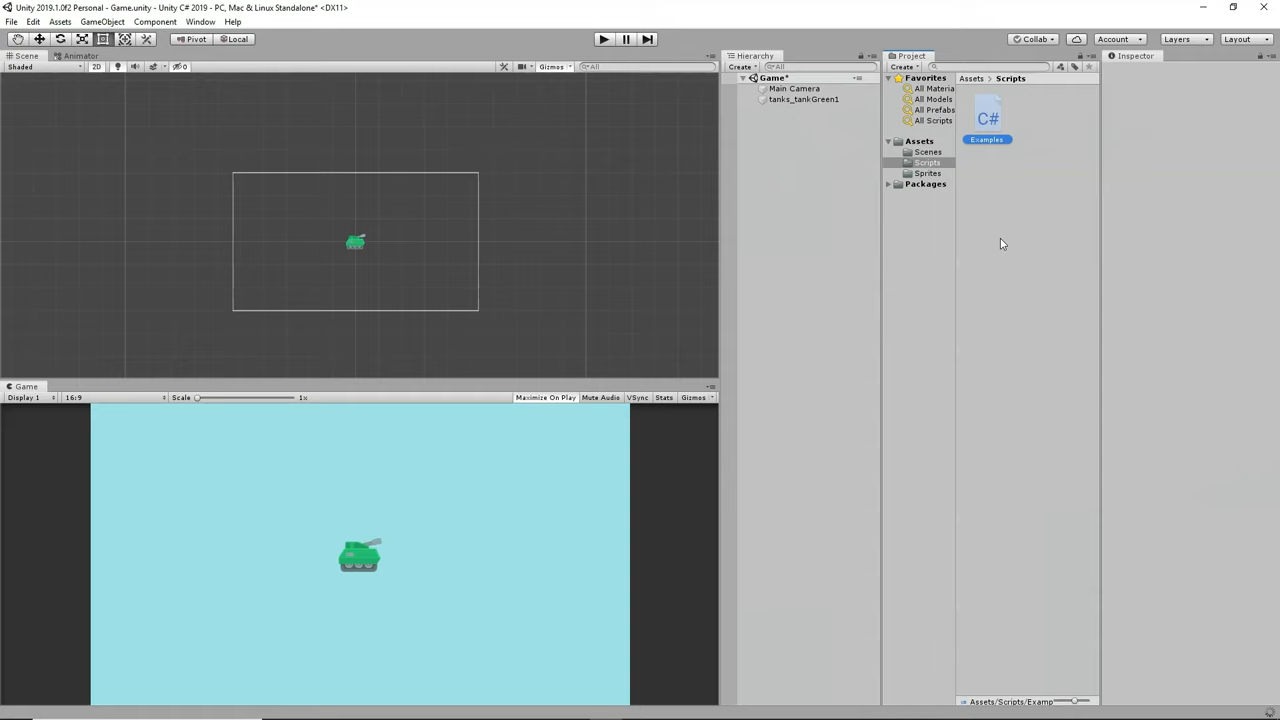 Unity 2019.1.0f2 Personal - Game.unity - Unity C# 2019 - PC, Mac & Linux Standalone* <DX11>
File Edit Assets GameObject Component Window Help
Pivot Local Collab Account Layers Layout
Scene Animator
Shaded 2D 0 Gizmos All
Hierarchy
Create All
Game*
Main Camera
tanks_tankGreen1
Project
Create
Favorites
All Materia
All Models
All Prefabs
All Scripts
Assets
Scenes
Scripts
Sprites
Packages
Assets > Scripts
C#
Examples
Assets/Scripts/Examp
Inspector
Game
Display 1 16:9 Scale 1x Maximize On Play Mute Audio VSync Stats Gizmos